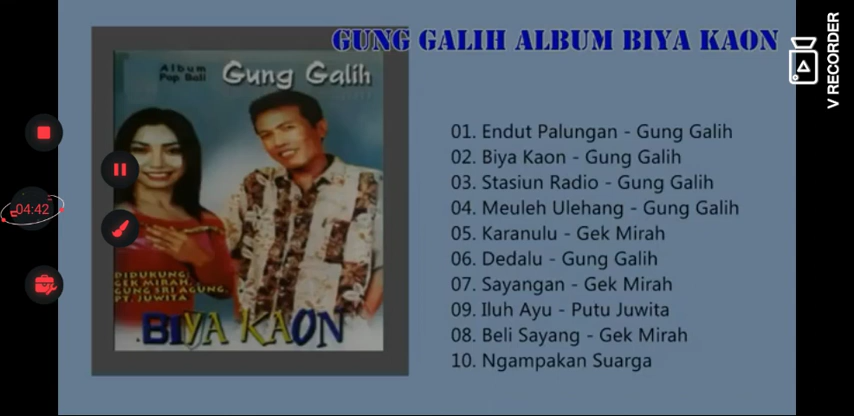 GUNG GALIH ALBUM BIYA KAON
V RECORDER
Album
Pop Bali
Gung Galih
04:42
DIDUKUNG:
GEK MIRAH,
GUNG SRI AGUNG,
PT. JUWITA
BIYA KAON
01. Endut Palungan - Gung Galih
02. Biya Kaon - Gung Galih
03. Stasiun Radio - Gung Galih
04. Meuleh Ulehang - Gung Galih
05. Karanulu - Gek Mirah
06. Dedalu - Gung Galih
07. Sayangan - Gek Mirah
09. Iluh Ayu - Putu Juwita
08. Beli Sayang - Gek Mirah
10. Ngampakan Suarga